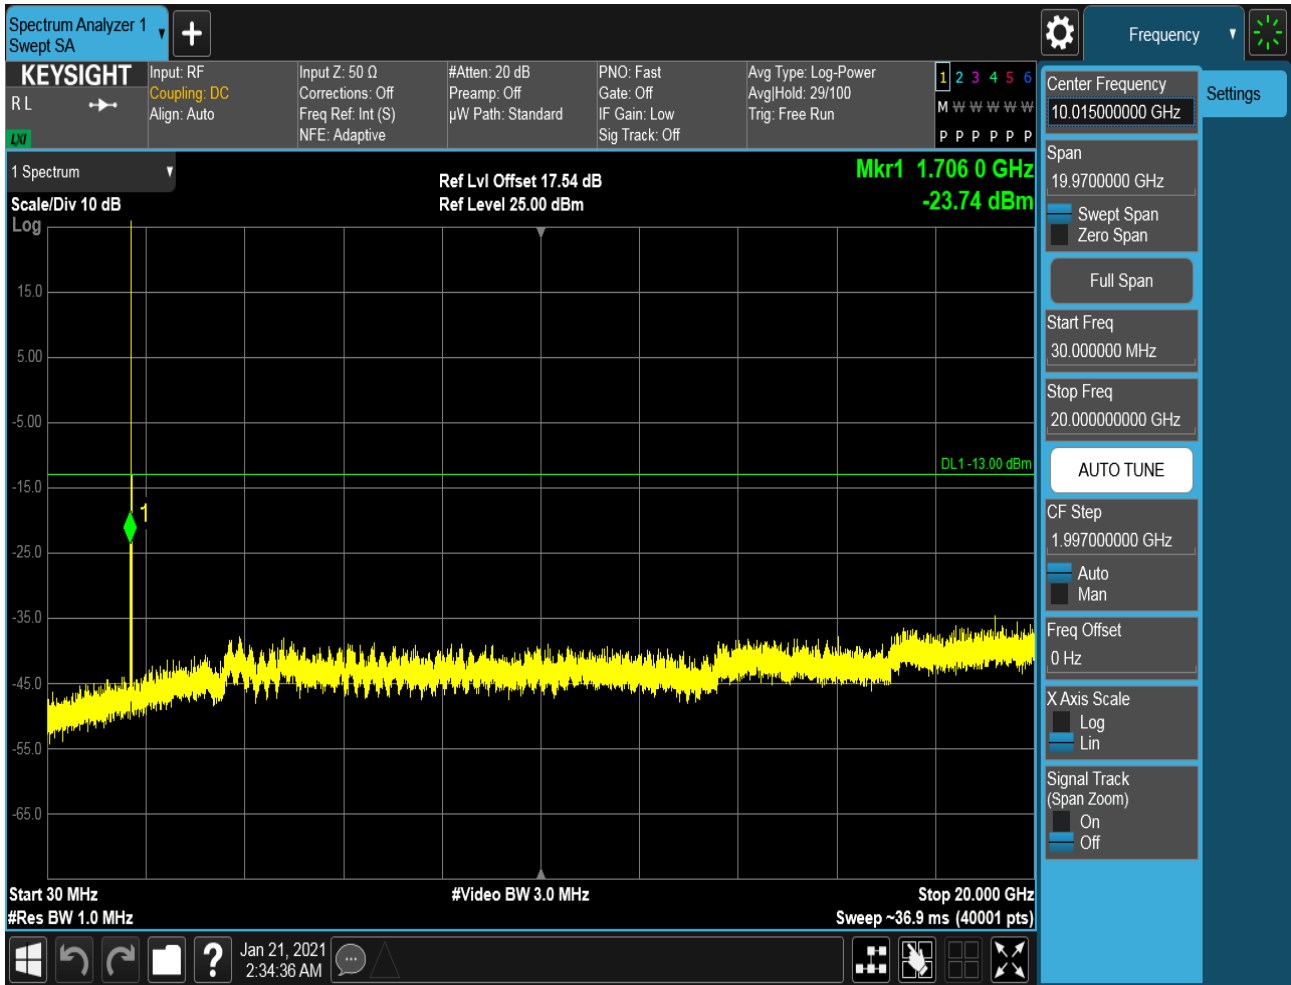 Spectrum Analyzer 1
Swept SA
+
Frequency
KEYSIGHT
R L
LXI
Input: RF
Coupling: DC
Align: Auto
Input Z: 50 Ω
Corrections: Off
Freq Ref: Int (S)
NFE: Adaptive
#Atten: 20 dB
Preamp: Off
µW Path: Standard
PNO: Fast
Gate: Off
IF Gain: Low
Sig Track: Off
Avg Type: Log-Power
Avg|Hold: 29/100
Trig: Free Run
1 2 3 4 5 6
M W W W W W
P P P P P P
1 Spectrum
Scale/Div 10 dB
Log
Ref Lvl Offset 17.54 dB
Ref Level 25.00 dBm
Mkr1 1.706 0 GHz
-23.74 dBm
15.0
5.00
-5.00
DL1 -13.00 dBm
-15.0
1
-25.0
-35.0
-45.0
-55.0
-65.0
Start 30 MHz
#Res BW 1.0 MHz
#Video BW 3.0 MHz
Stop 20.000 GHz
Sweep ~36.9 ms (40001 pts)
Center Frequency
10.015000000 GHz
Settings
Span
19.9700000 GHz
Swept Span
Zero Span
Full Span
Start Freq
30.000000 MHz
Stop Freq
20.000000000 GHz
AUTO TUNE
CF Step
1.997000000 GHz
Auto
Man
Freq Offset
0 Hz
X Axis Scale
Log
Lin
Signal Track
(Span Zoom)
On
Off
?
Jan 21, 2021
2:34:36 AM